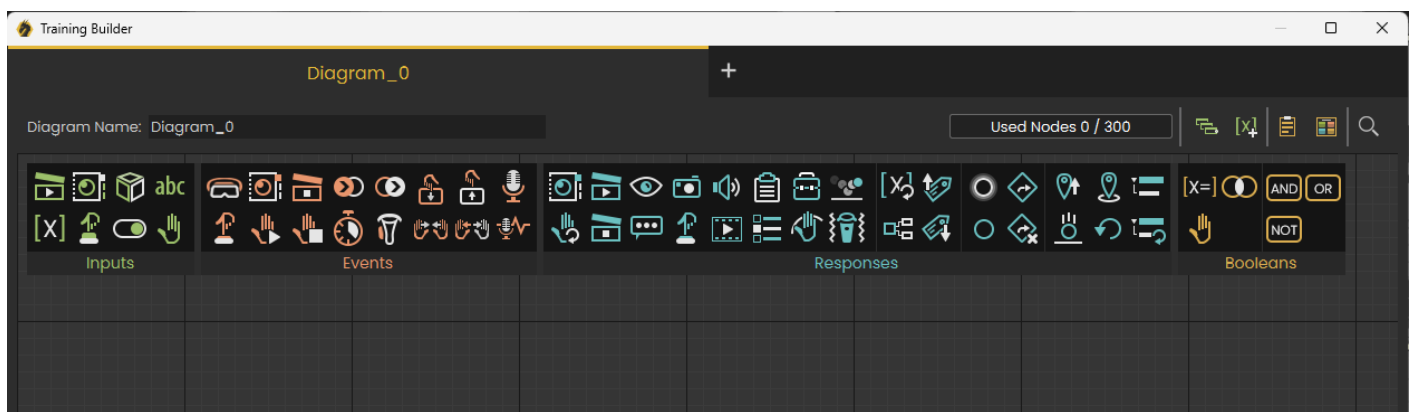 Training Builder
Diagram_0
Diagram Name: Diagram_0
Used Nodes 0 / 300
[X]
abc
[X]
[X]
[X=]
AND OR
NOT
Inputs
Events
Responses
Booleans